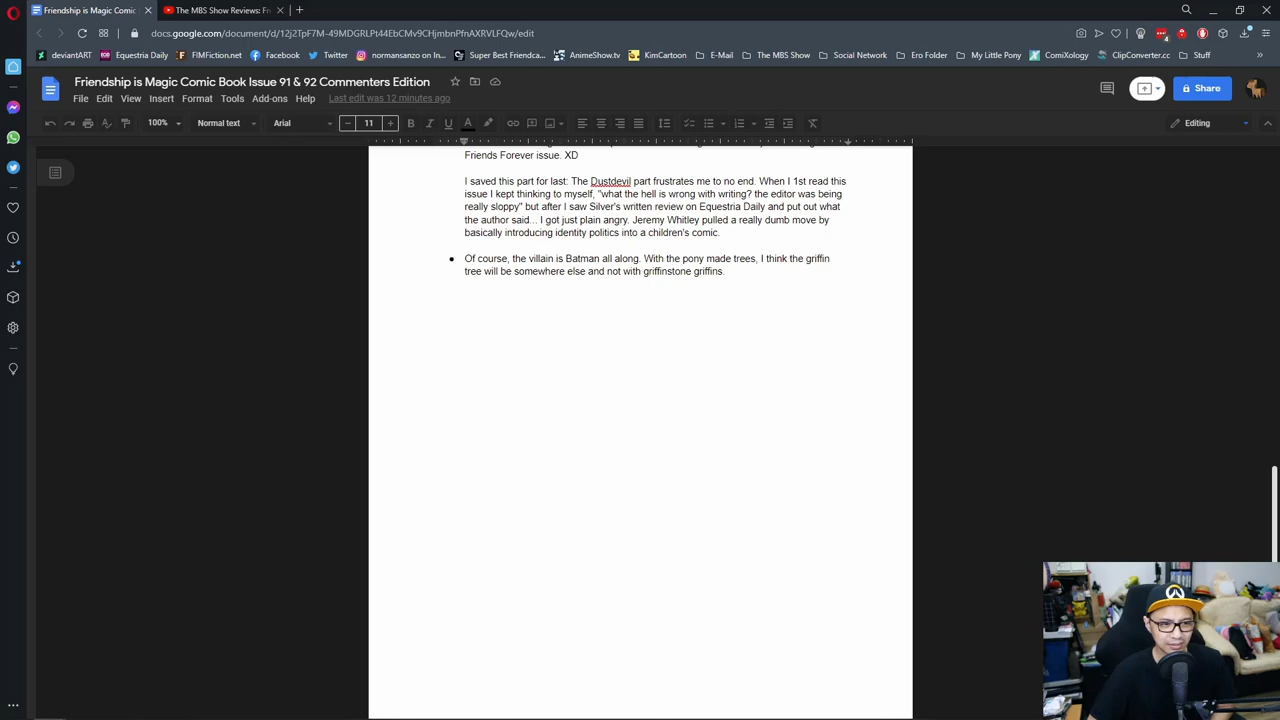 Friendship is Magic Comic
The MBS Show Reviews: Fr
docs.google.com/document/d/12j2TpF7M-49MDGRLPt44EbCMv9CHjmbnPfnAXRVLFQw/edit
deviantART
Equestria Daily
FIMFiction.net
Facebook
Twitter
normansanzo on In...
Super Best Friendca...
AnimeShow.tv
KimCartoon
E-Mail
The MBS Show
Social Network
Ero Folder
My Little Pony
ComiXology
ClipConverter.cc
Stuff
Friendship is Magic Comic Book Issue 91 & 92 Commenters Edition
File Edit View Insert Format Tools Add-ons Help Last edit was 12 minutes ago
Share
100% Normal text Arial 11 Editing
Friends Forever issue. XD
I saved this part for last: The Dustdevil part frustrates me to no end. When I 1st read this
issue I kept thinking to myself, "what the hell is wrong with writing? the editor was being
really sloppy" but after I saw Silver's written review on Equestria Daily and put out what
the author said... I got just plain angry. Jeremy Whitley pulled a really dumb move by
basically introducing identity politics into a children's comic.
● Of course, the villain is Batman all along. With the pony made trees, I think the griffin
tree will be somewhere else and not with griffinstone griffins.